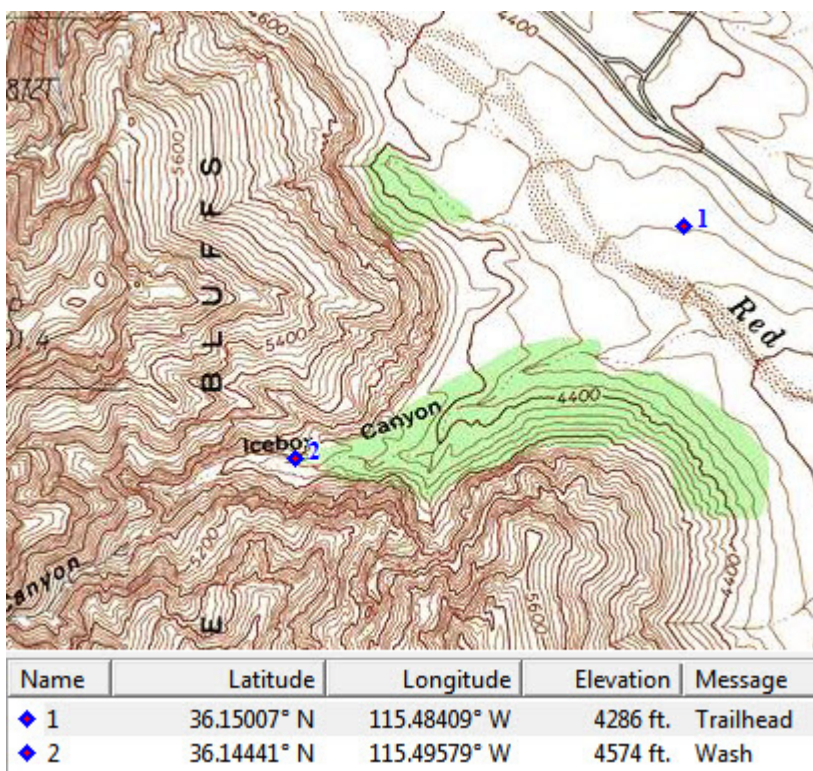 4600
4400
5600
BLUFFS
1
Red
5400
4400
Icebox Canyon
2
5200
Canyon
4400
5600
E
Name Latitude Longitude Elevation Message
1 36.15007° N 115.48409° W 4286 ft. Trailhead
2 36.14441° N 115.49579° W 4574 ft. Wash